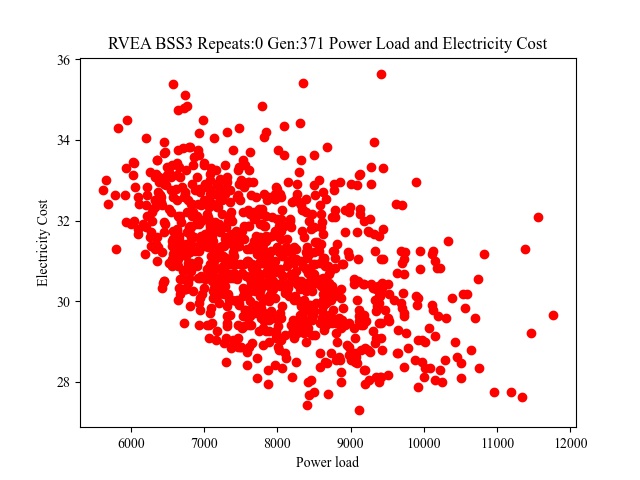 RVEA BSS3 Repeats:0 Gen:371 Power Load and Electricity Cost
36
34
32
30
28
Electricity Cost
6000 7000 8000 9000 10000 11000 12000
Power load